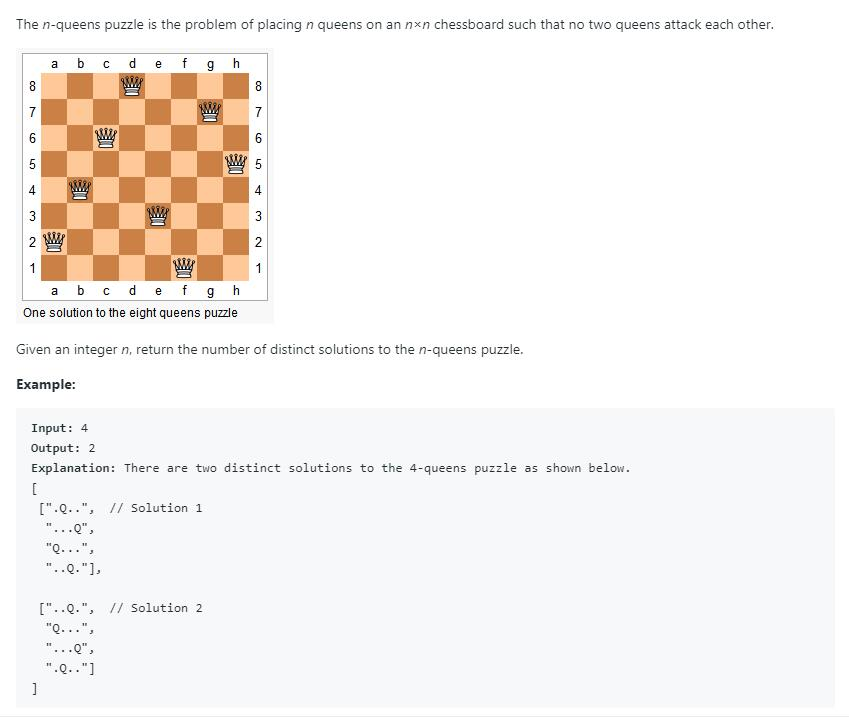 The n-queens puzzle is the problem of placing n queens on an n×n chessboard such that no two queens attack each other.
a b c d e f g h
8 8
7 7
6 6
5 5
4 4
3 3
2 2
1 1
a b c d e f g h
One solution to the eight queens puzzle
Given an integer n, return the number of distinct solutions to the n-queens puzzle.
Example:
Input: 4
Output: 2
Explanation: There are two distinct solutions to the 4-queens puzzle as shown below.
[
[".Q..", // Solution 1
"...Q",
"Q...",
"..Q."],
["..Q.", // Solution 2
"Q...",
"...Q",
".Q.."]
]